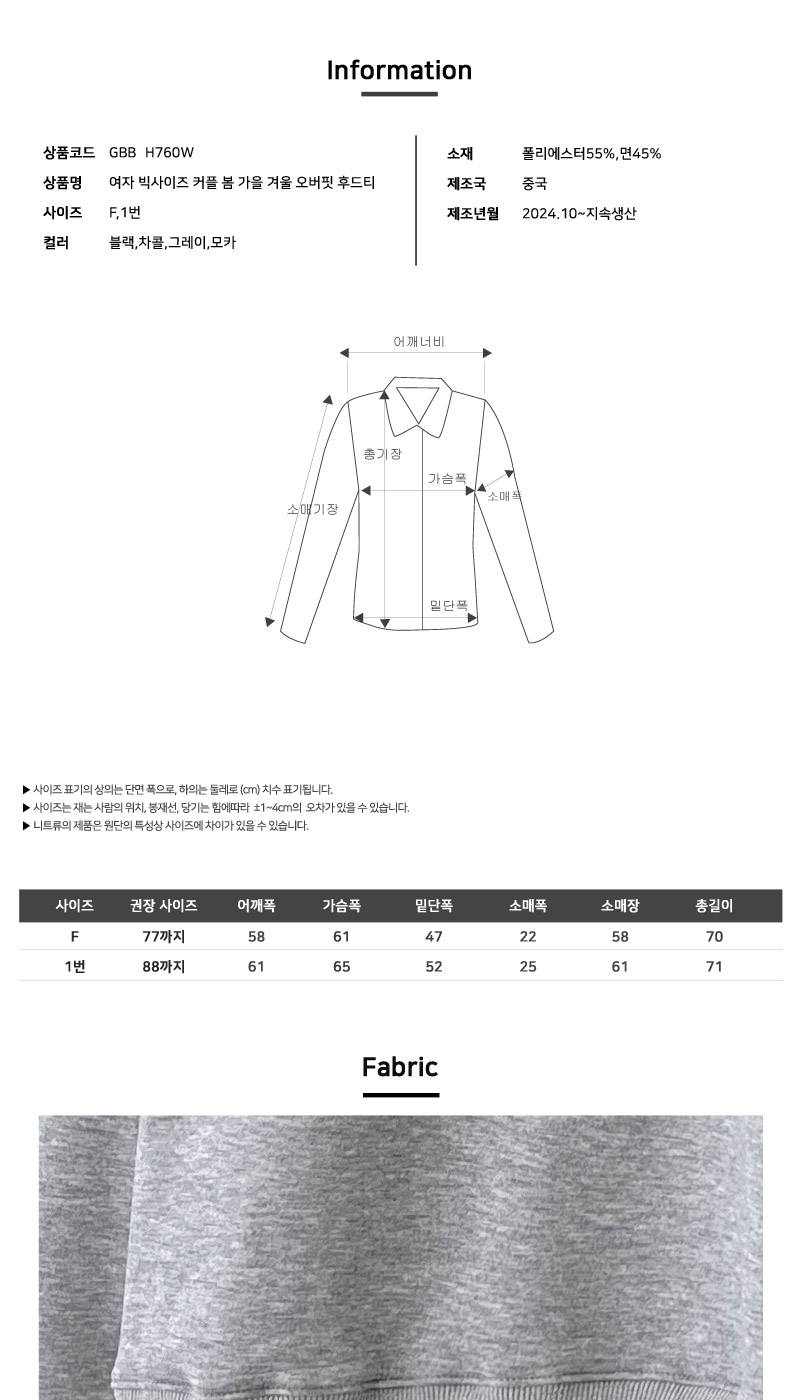 Information
상품코드 GBB H760W
상품명 여자 빅사이즈 커플 봄 가을 겨울 오버핏 후드티
사이즈 F,1번
컬러 블랙,차콜,그레이,모카
소재 폴리에스터55%,면45%
제조국 중국
제조년월 2024.10~지속생산
어깨너비
총기장
가슴폭
소매폭
소매기장
밑단폭
▶ 사이즈 표기의 상의는 단면 폭으로, 하의는 둘레로 (cm) 치수 표기됩니다.
▶ 사이즈는 재는 사람의 위치, 봉재선, 당기는 힘에따라 ±1~4cm의 오차가 있을 수 있습니다.
▶ 니트류의 제품은 원단의 특성상 사이즈에 차이가 있을 수 있습니다.
사이즈 권장 사이즈 어깨폭 가슴폭 밑단폭 소매폭 소매장 총길이
F 77까지 58 61 47 22 58 70
1번 88까지 61 65 52 25 61 71
Fabric